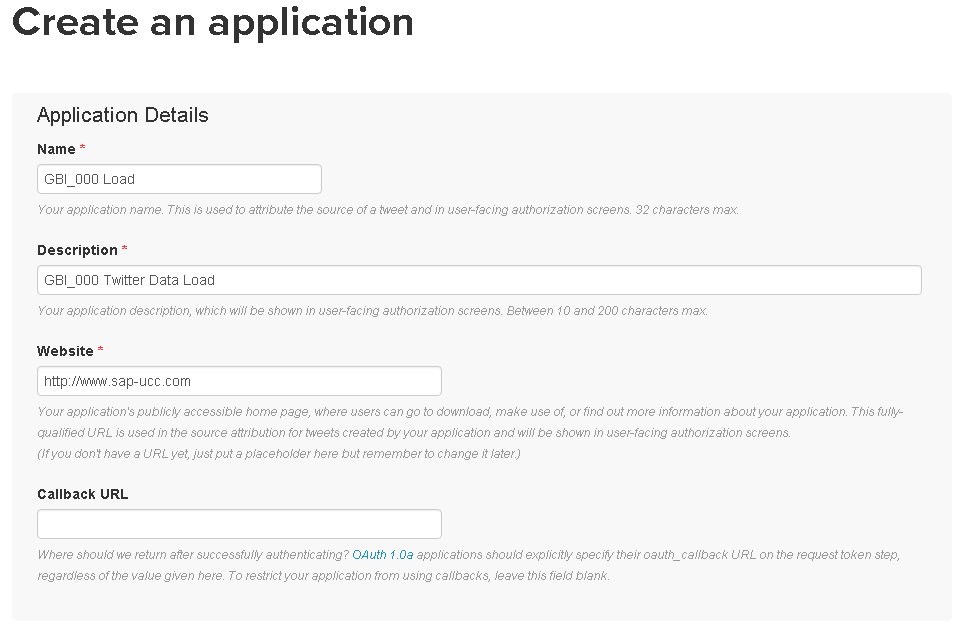 Create an application
Application Details
Name *
GBI_000 Load
Your application name. This is used to attribute the source of a tweet and in user-facing authorization screens. 32 characters max.
Description *
GBI_000 Twitter Data Load
Your application description, which will be shown in user-facing authorization screens. Between 10 and 200 characters max.
Website *
http://www.sap-ucc.com
Your application's publicly accessible home page, where users can go to download, make use of, or find out more information about your application. This fully-
qualified URL is used in the source attribution for tweets created by your application and will be shown in user-facing authorization screens.
(If you don't have a URL yet, just put a placeholder here but remember to change it later.)
Callback URL
Where should we return after successfully authenticating? OAuth 1.0a applications should explicitly specify their oauth_callback URL on the request token step,
regardless of the value given here. To restrict your application from using callbacks, leave this field blank.